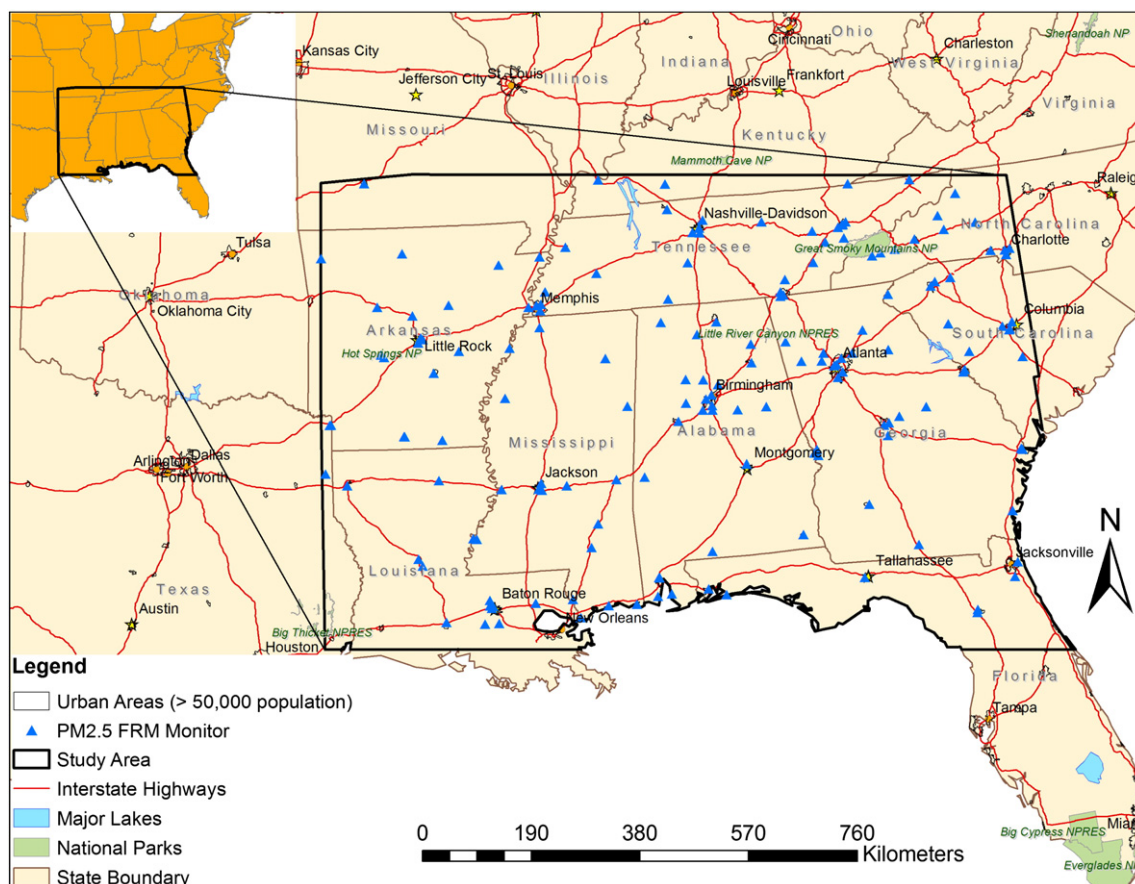 Kansas City
Jefferson City
St. Louis
Illinois
Indiana
Cincinnati
Ohio
Charleston
Shenandoah NP
West Virginia
Louisville
Frankfort
Virginia
Missouri
Kentucky
Mammoth Cave NP
Raleig
Nashville-Davidson
Tennessee
North Carolina
Great Smoky Mountains NP
Charlotte
Tulsa
Oklahoma
Oklahoma City
Memphis
Arkansas
Little Rock
Hot Springs NP
Little River Canyon NPRES
Columbia
South Carolina
Atlanta
Birmingham
Alabama
Georgia
Mississippi
Montgomery
Jackson
Arlington
Dallas
Fort Worth
Texas
Austin
Louisiana
Baton Rouge
New Orleans
Tallahassee
Jacksonville
N
Big Thicket NPRES
Houston
Florida
Tampa
Miam
Big Cypress NPRES
Everglades N
Legend
Urban Areas (> 50,000 population)
PM2.5 FRM Monitor
Study Area
Interstate Highways
Major Lakes
National Parks
State Boundary
0 190 380 570 760
Kilometers